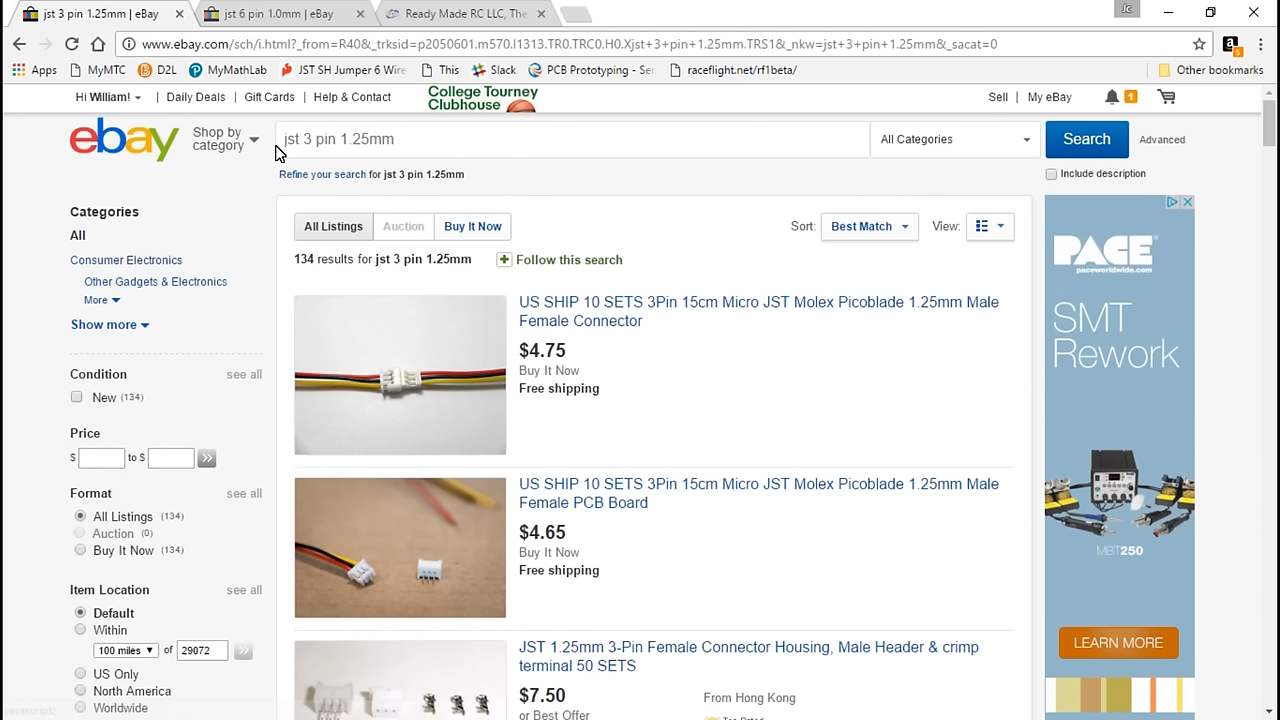 jst 3 pin 1.25mm | eBay
jst 6 pin 1.0mm | eBay
Ready Made RC LLC, The
Jc
www.ebay.com/sch/i.html?_from=R40&_trksid=p2050601.m570.l1313.TR0.TRC0.H0.Xjst+3+pin+1.25mm.TRS1&_nkw=jst+3+pin+1.25mm&_sacat=0
Apps
MyMTC
D2L
MyMathLab
JST SH Jumper 6 Wire
This
Slack
PCB Prototyping - Se
raceflight.net/rf1beta/
Other bookmarks
Hi William!
Daily Deals
Gift Cards
Help & Contact
College Tourney
Clubhouse
Sell
My eBay
1
ebay
Shop by
category
jst 3 pin 1.25mm
All Categories
Search
Advanced
Refine your search for jst 3 pin 1.25mm
Include description
Categories
All
Consumer Electronics
Other Gadgets & Electronics
More
Show more
Condition
see all
New (134)
Price
$
to $
Format
see all
All Listings (134)
Auction (0)
Buy It Now (134)
Item Location
see all
Default
Within
100 miles
of
29072
US Only
North America
Worldwide
javascript:;
All Listings
Auction
Buy It Now
Sort:
Best Match
View:
134 results for jst 3 pin 1.25mm
Follow this search
US SHIP 10 SETS 3Pin 15cm Micro JST Molex Picoblade 1.25mm Male
Female Connector
$4.75
Buy It Now
Free shipping
US SHIP 10 SETS 3Pin 15cm Micro JST Molex Picoblade 1.25mm Male
Female PCB Board
$4.65
Buy It Now
Free shipping
JST 1.25mm 3-Pin Female Connector Housing, Male Header & crimp
terminal 50 SETS
$7.50
From Hong Kong
or Best Offer
PACE
paceworldwide.com
SMT
Rework
MBT250
LEARN MORE